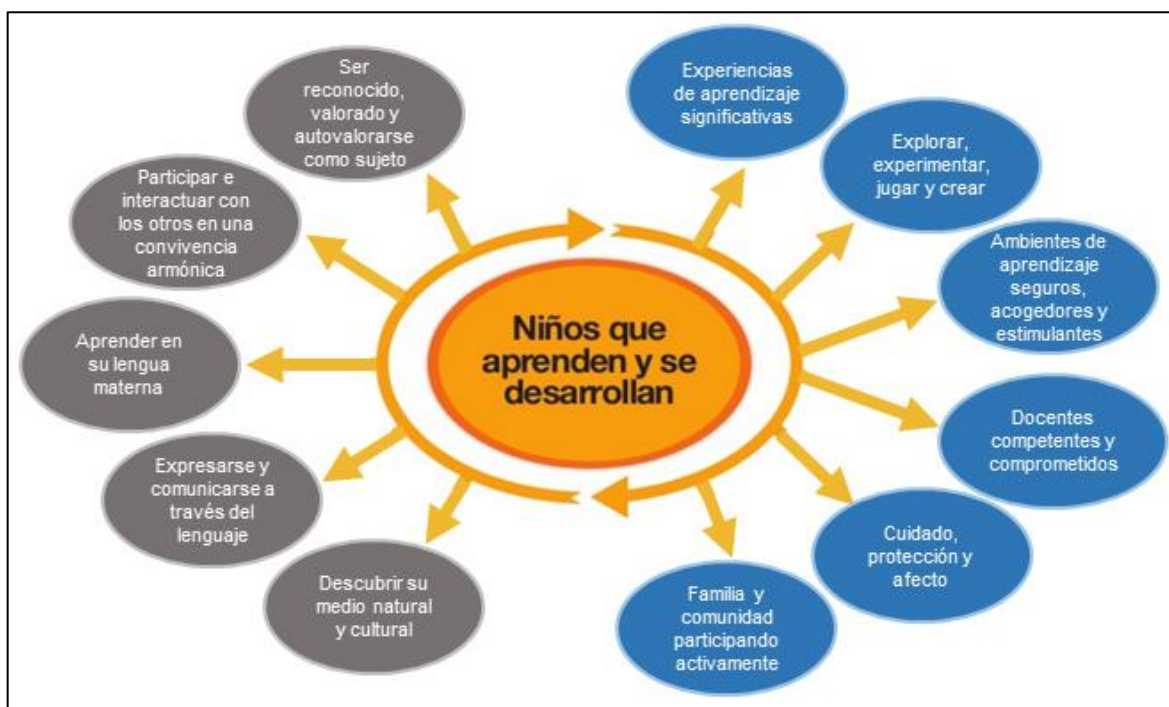 Ser
reconocido,
valorado y
autovalorarse
como sujeto
Participar e
interactuar con
los otros en una
convivencia
armónica
Aprender en
su lengua
materna
Expresarse y
comunicarse a
través del
lenguaje
Descubrir su
medio natural
y cultural
Niños que
aprenden y se
desarrollan
Experiencias
de aprendizaje
significativas
Explorar,
experimentar,
jugar y crear
Ambientes de
aprendizaje
seguros,
acogedores y
estimulantes
Docentes
competentes y
comprometidos
Cuidado,
protección y
afecto
Familia y
comunidad
participando
activamente